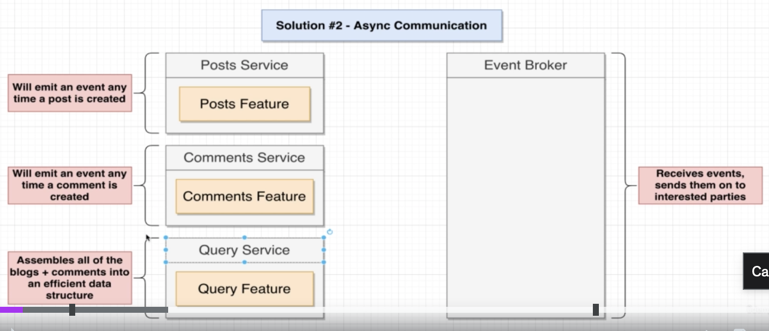 Solution #2 - Async Communication
Posts Service
Event Broker
Will emit an event any
time a post is created
Posts Feature
Comments Service
Will emit an event any
time a comment is
created
Comments Feature
Receives events,
sends them on to
interested parties
Query Service
Assembles all of the
blogs + comments into
an efficient data
structure
Query Feature
Ca